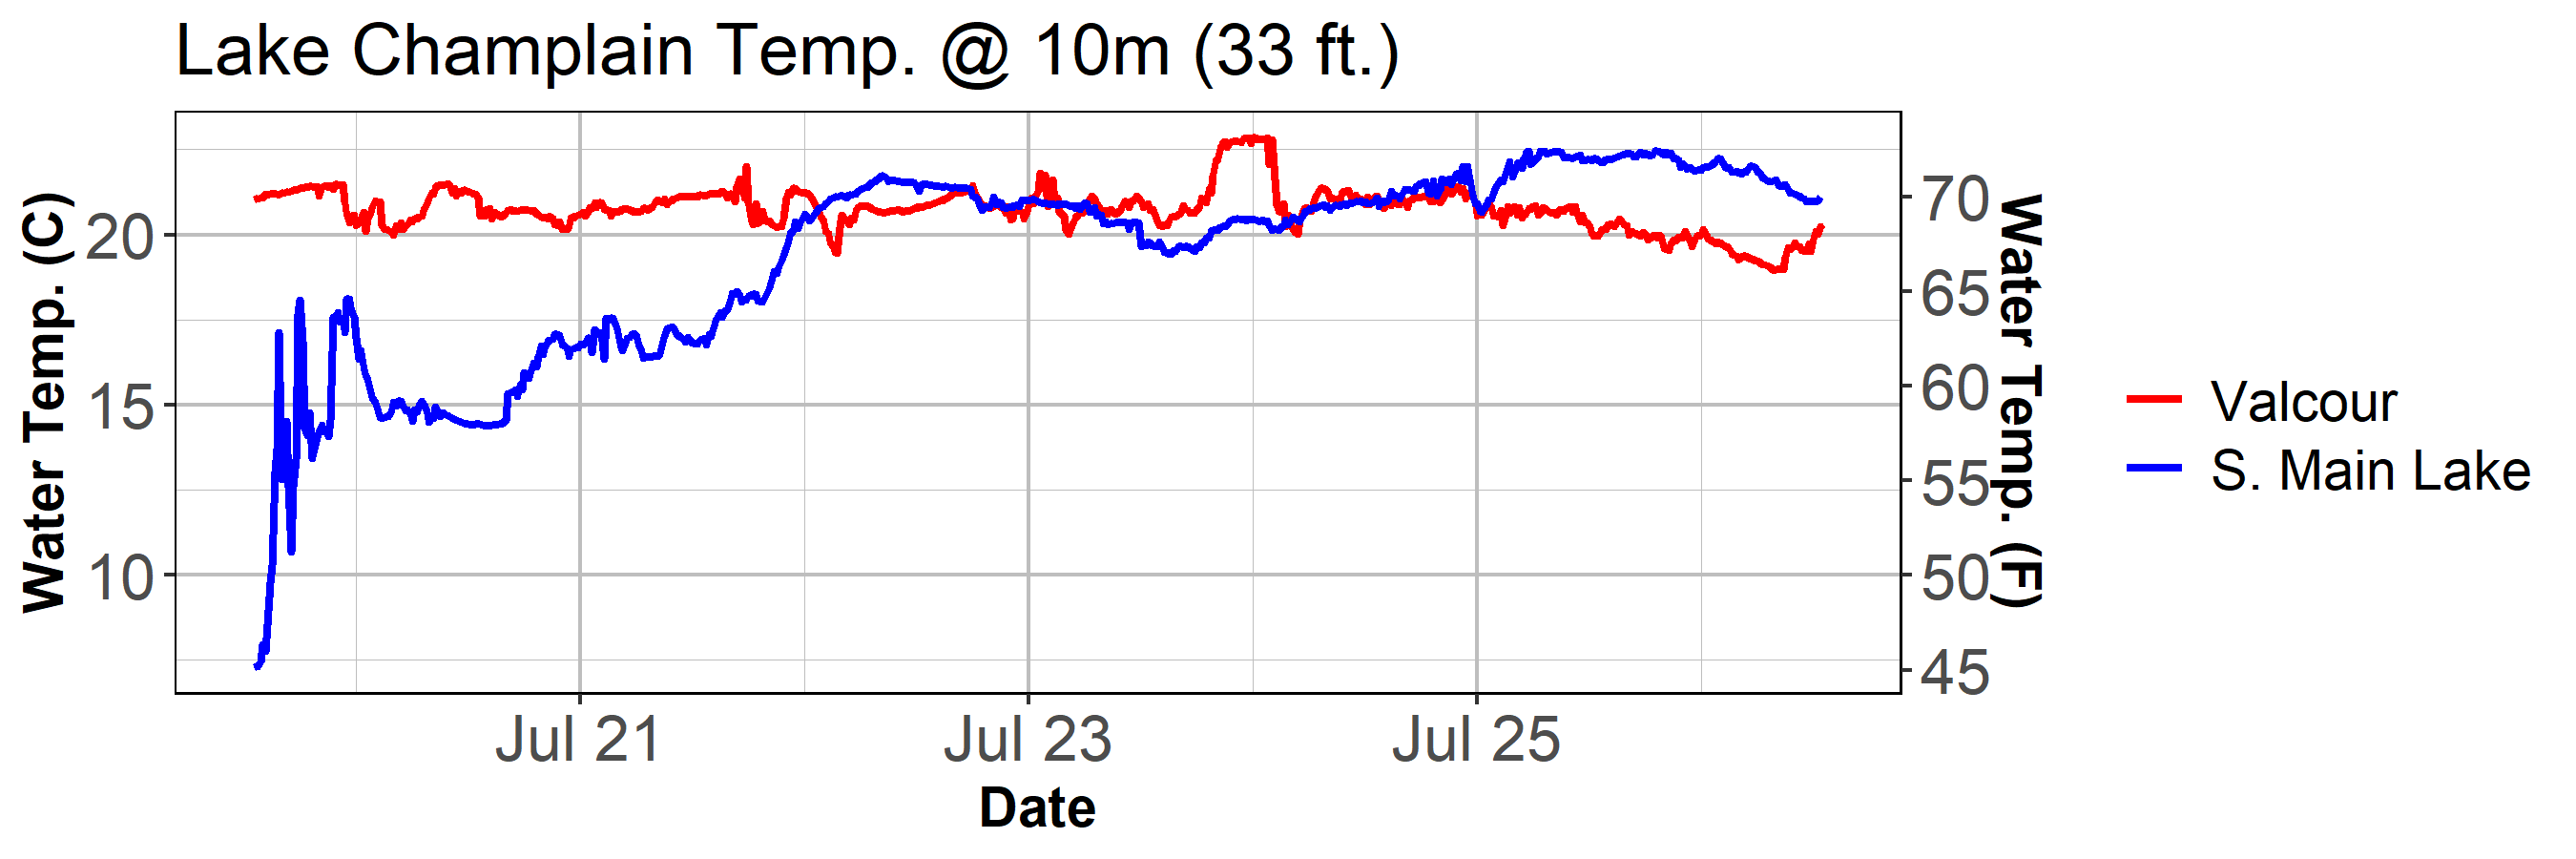 Lake Champlain Temp. @ 10m (33 ft.)
Water Temp. (C)
20
15
10
70
65
60
55
50
45
Water Temp. (F)
Jul 21
Jul 23
Jul 25
Date
Valcour
S. Main Lake